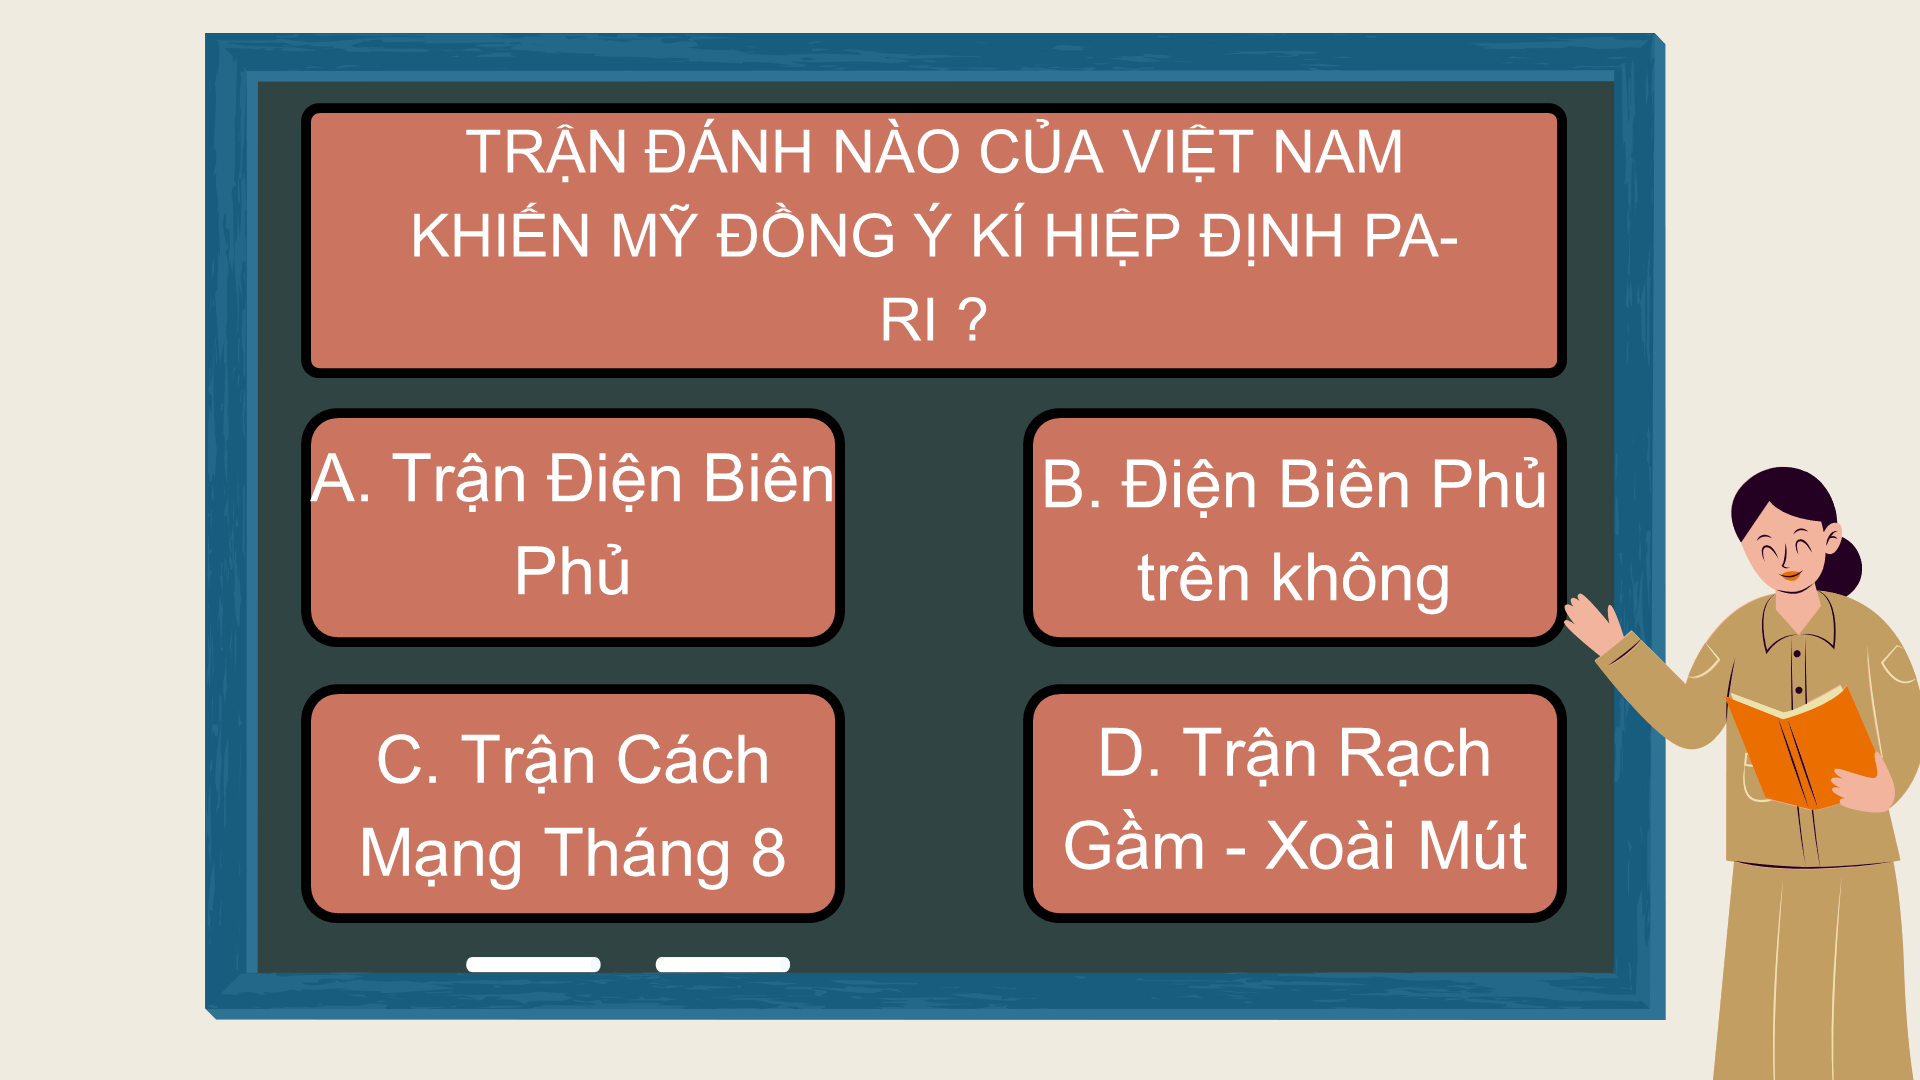 TRẬN ĐÁNH NÀO CỦA VIỆT NAM
KHIẾN MỸ ĐỒNG Ý KÍ HIỆP ĐỊNH PA-
RI ?
A. Trận Điện Biên
Phủ
B. Điện Biên Phủ
trên không
C. Trận Cách
Mạng Tháng 8
D. Trận Rạch
Gầm - Xoài Mút